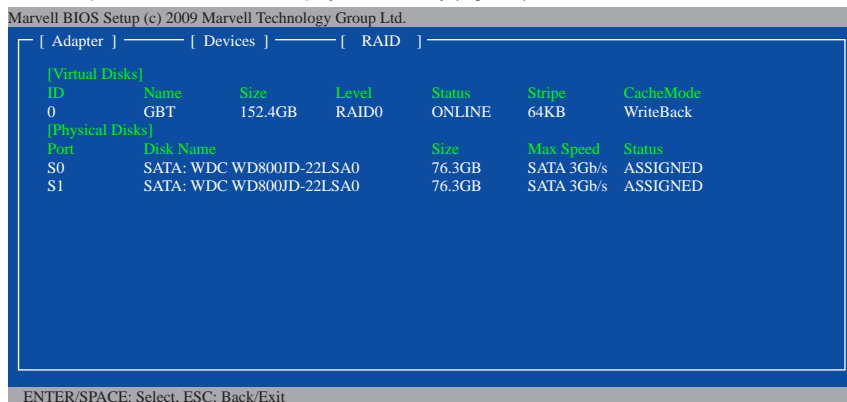 Marvell BIOS Setup (c) 2009 Marvell Technology Group Ltd.
[ Adapter ] [ Devices ] [ RAID ]
[Virtual Disks]
ID Name Size Level Status Stripe CacheMode
0 GBT 152.4GB RAID0 ONLINE 64KB WriteBack
[Physical Disks]
Port Disk Name Size Max Speed Status
S0 SATA: WDC WD800JD-22LSA0 76.3GB SATA 3Gb/s ASSIGNED
S1 SATA: WDC WD800JD-22LSA0 76.3GB SATA 3Gb/s ASSIGNED
ENTER/SPACE: Select, ESC: Back/Exit